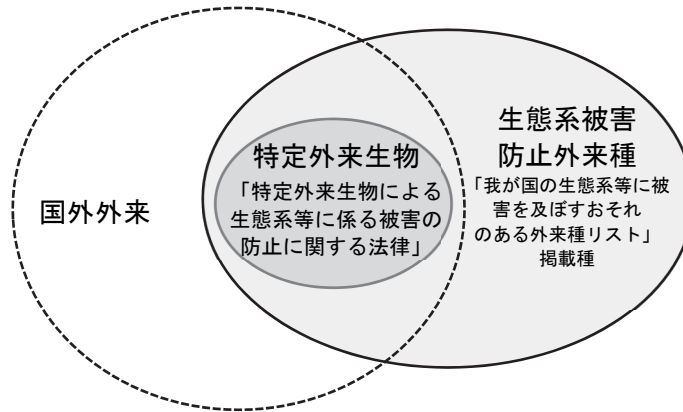 国外外来
特定外来生物
「特定外来生物による
生態系等に係る被害の
防止に関する法律」
生態系被害
防止外来種
「我が国の生態系等に被
害を及ぼすおそれ
のある外来種リスト」
掲載種